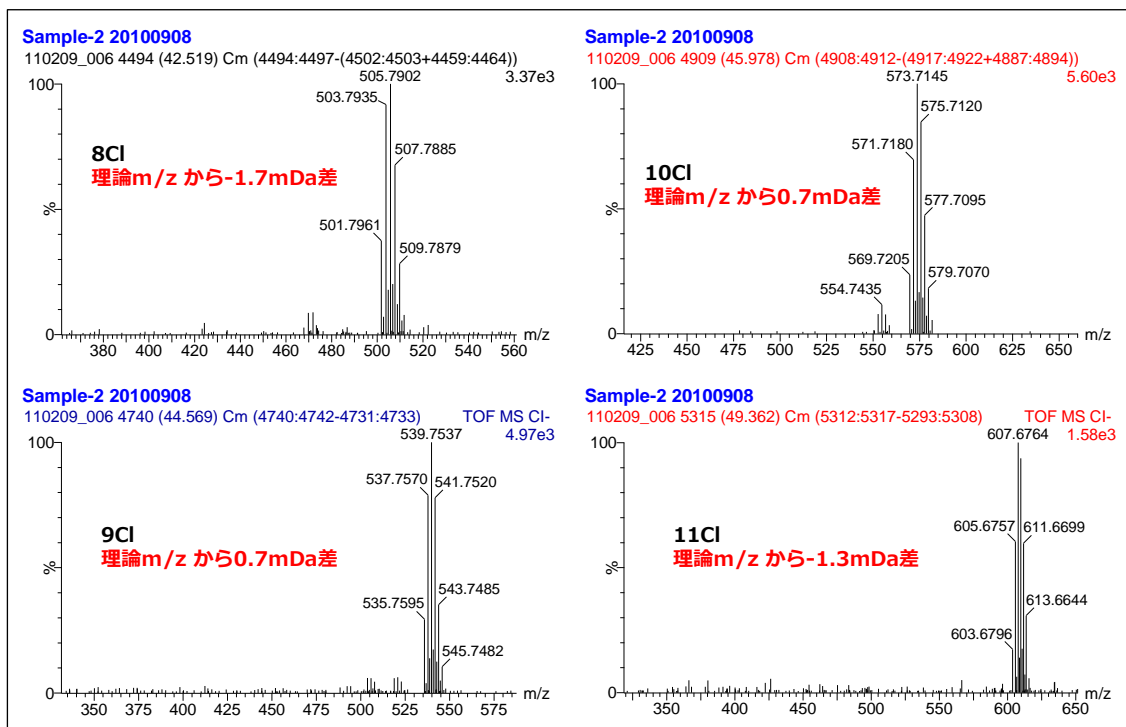 Sample-2 20100908
110209_006 4494 (42.519) Cm (4494:4497-(4502:4503+4459:4464))
3.37e3
505.7902
503.7935
507.7885
501.7961
509.7879
8Cl
理論m/z から-1.7mDa差
100
%
0
380 400 420 440 460 480 500 520 540 560
m/z
Sample-2 20100908
110209_006 4909 (45.978) Cm (4908:4912-(4917:4922+4887:4894))
5.60e3
573.7145
575.7120
571.7180
577.7095
569.7205
579.7070
554.7435
10Cl
理論m/z から0.7mDa差
100
%
0
425 450 475 500 525 550 575 600 625 650
m/z
Sample-2 20100908
110209_006 4740 (44.569) Cm (4740:4742-4731:4733)
TOF MS CI-
4.97e3
539.7537
537.7570
541.7520
543.7485
535.7595
545.7482
9Cl
理論m/z から0.7mDa差
100
%
0
350 375 400 425 450 475 500 525 550 575
m/z
Sample-2 20100908
110209_006 5315 (49.362) Cm (5312:5317-5293:5308)
TOF MS CI-
1.58e3
607.6764
605.6757
611.6699
613.6644
603.6796
11Cl
理論m/z から-1.3mDa差
100
%
0
350 400 450 500 550 600 650
m/z